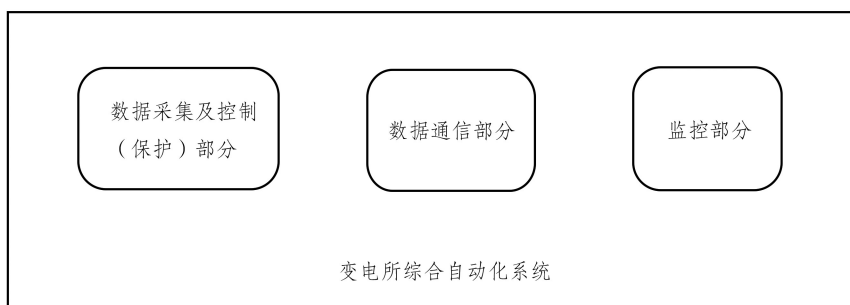 数据采集及控制
（保护）部分
数据通信部分
监控部分
变电所综合自动化系统